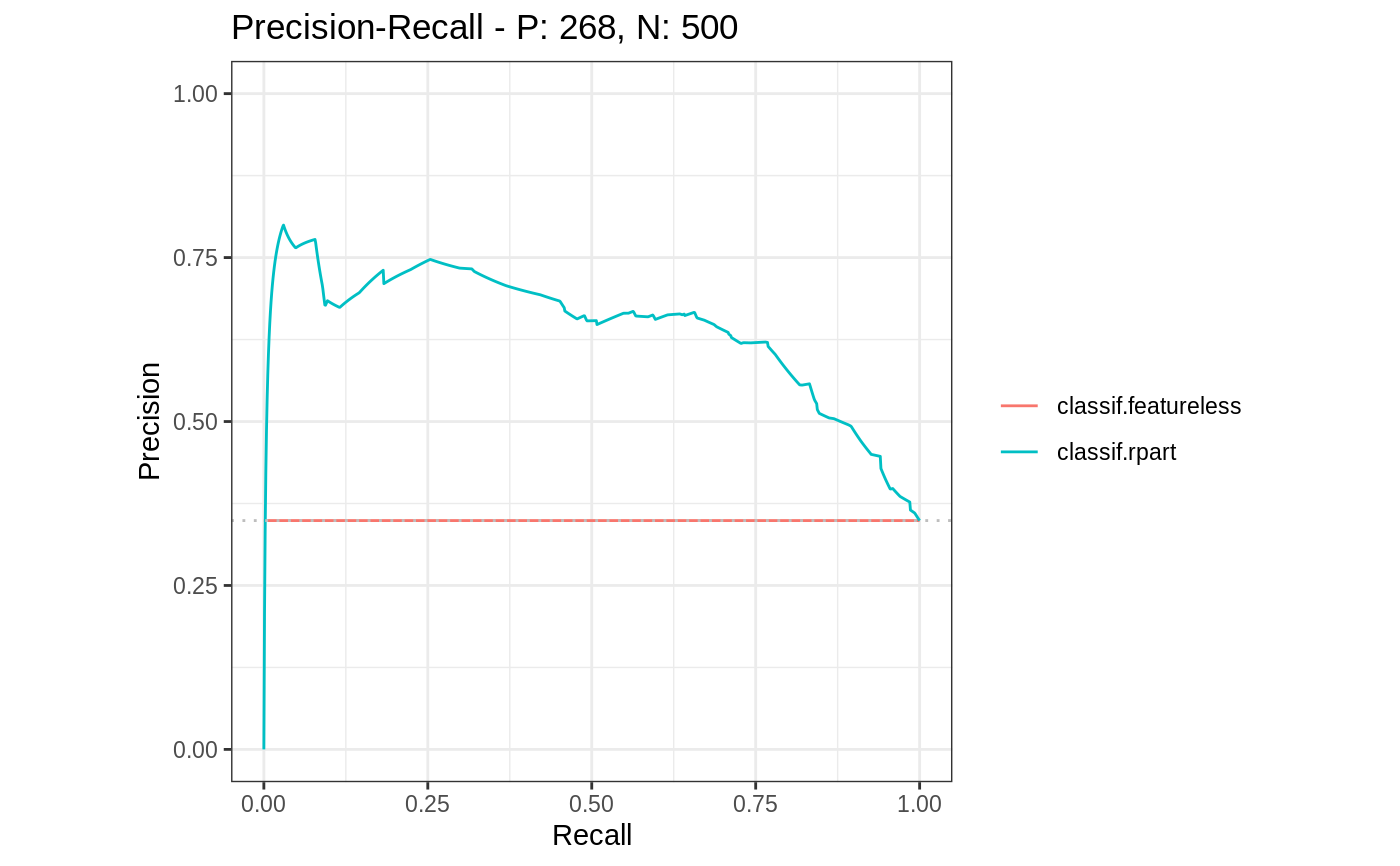 Precision-Recall - P: 268, N: 500
1.00
0.75
0.50
0.25
0.00
Precision
0.00 0.25 0.50 0.75 1.00
Recall
classif.featureless
classif.rpart